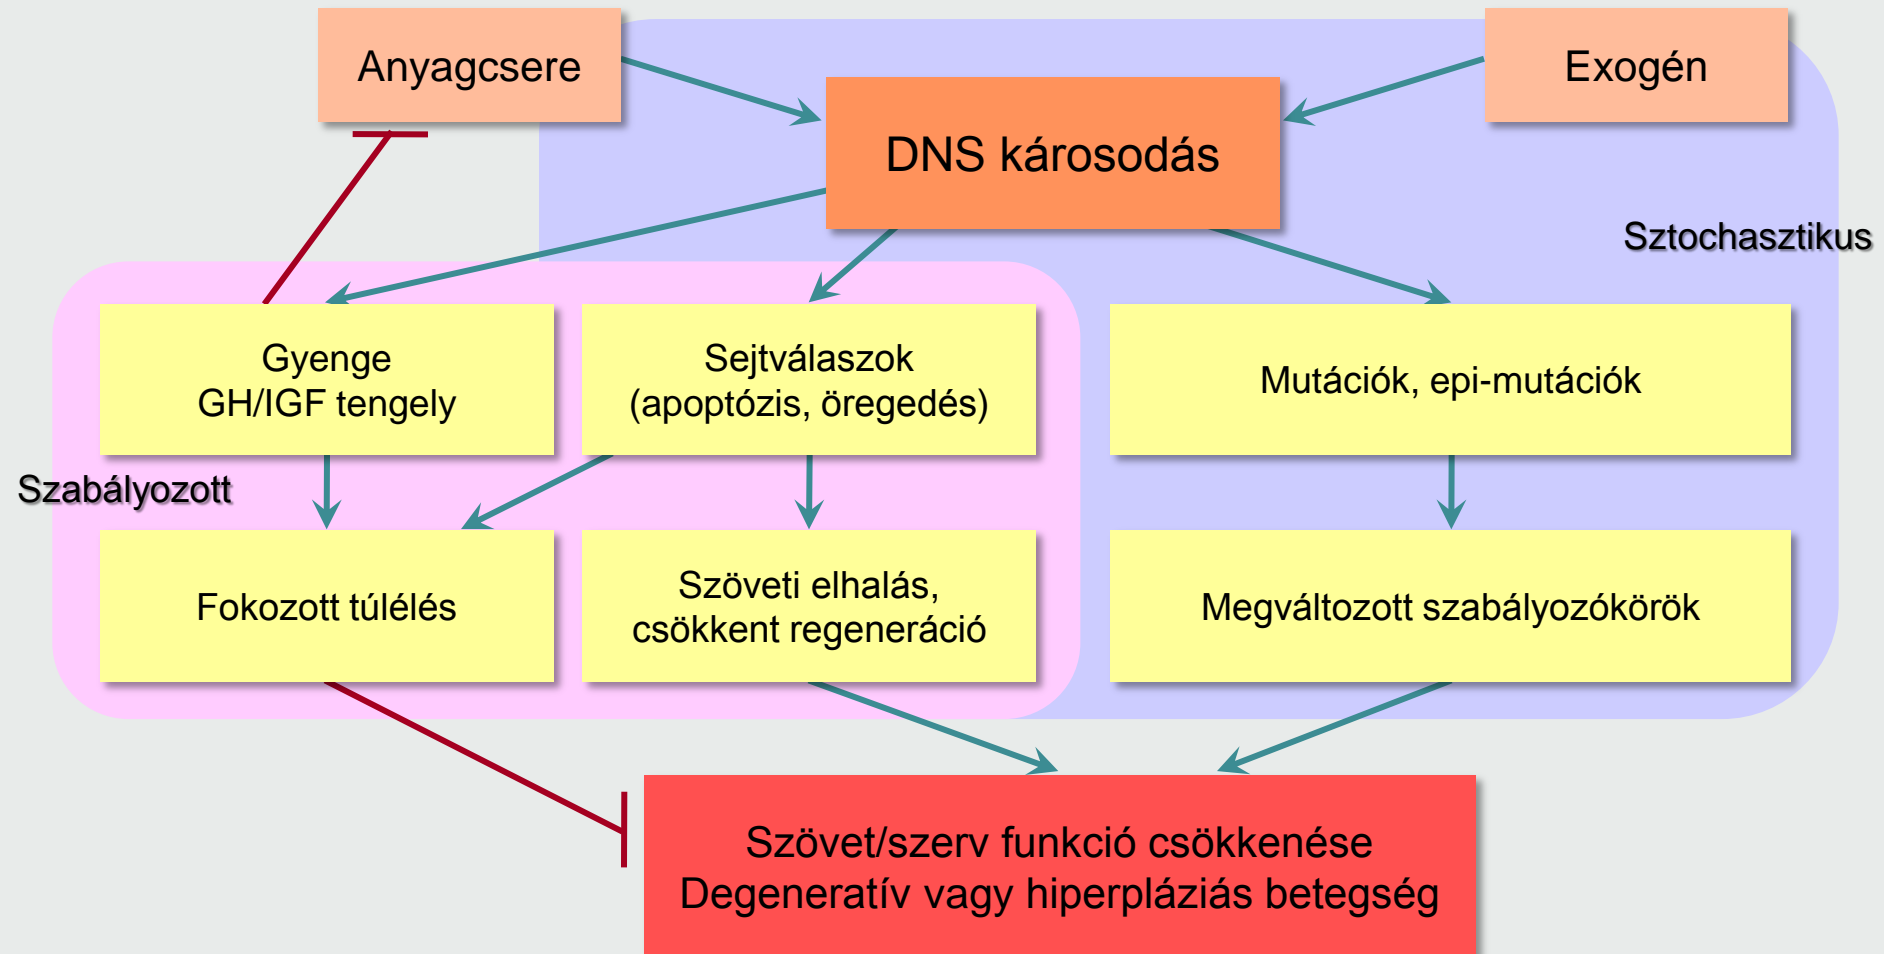 Anyagcsere
Exogén
DNS károsodás
Sztochasztikus
Gyenge
GH/IGF tengely
Sejtválaszok
(apoptózis, öregedés)
Mutációk, epi-mutációk
Szabályozott
Fokozott túlélés
Szöveti elhalás,
csökkent regeneráció
Megváltozott szabályozókörök
Szövet/szerv funkció csökkenése
Degeneratív vagy hiperpláziás betegség